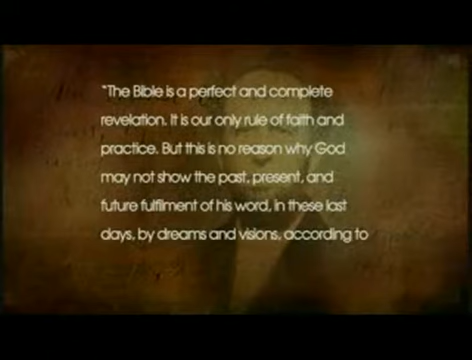 "The Bible is a perfect and complete
revelation. It is our only rule of faith and
practice. But this is no reason why God
may not show the past, present, and
future fulfilment of his word, in these last
days, by dreams and visions, according to